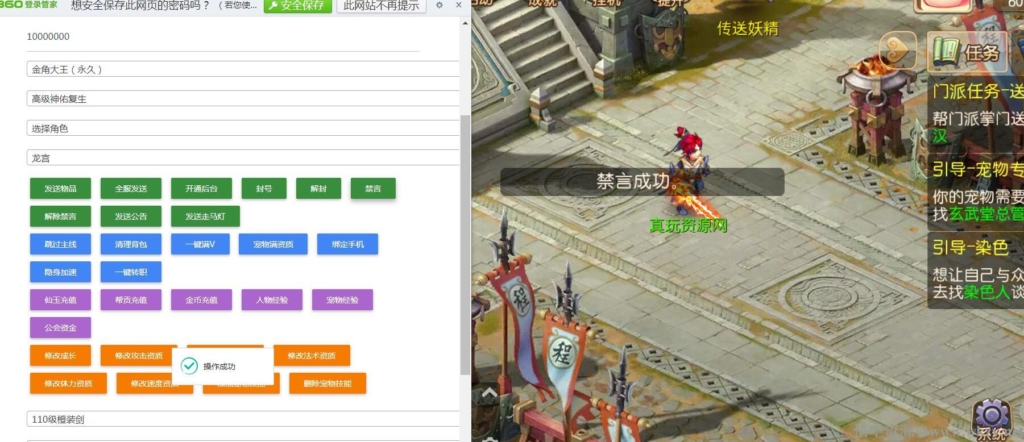 360 登录管家
想安全保存此网页的密码吗？（若您使...
安全保存
此网站不再提示
10000000
金角大王（永久）
高级神佑复生
选择角色
龙宫
发送物品 全服发送 开通后台 封号 解封 禁言
解除禁言 发送公告 发送走马灯
跳过主线 清理背包 一键满V 宠物满资质 绑定手机
隐身加速 一键转职
仙玉充值 帮贡充值 金币充值 人物经验 宠物经验
公会资金
修改成长 修改攻击资质 修改法术资质
操作成功
修改体力资质 修改速度资质 删除宠物技能
传送妖精
任务
门派任务-送
帮门派掌门送
汉
引导-宠物专
你的宠物需要
找玄武堂总管
引导-染色
想让自己与众
去找染色人谈
禁言成功。
真玩资源网
程
程
系统
110级橙装剑